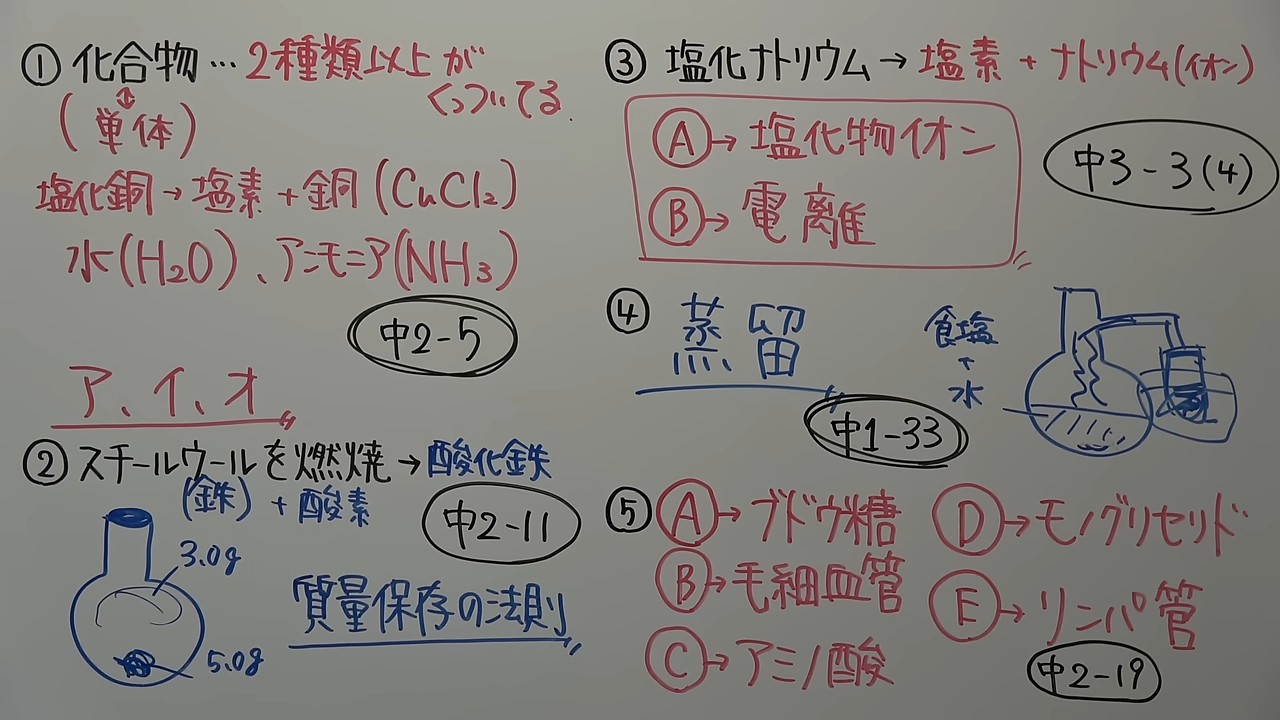 ① 化合物…2種類以上が
くっついてる
(単体)
塩化銅→塩素+銅(CuCl₂)
水(H₂O)、アンモニア(NH₃)
中2-5
ア、イ、オ
② スチールウールを燃焼→酸化鉄
(鉄)+酸素
中2-11
3.0g
5.0g
質量保存の法則
③ 塩化ナトリウム→塩素+ナトリウム(イオン)
Ⓐ→塩化物イオン
Ⓑ→電離
中3-3(4)
④ 蒸留
食塩
+
水
中1-33
⑤ Ⓐ→ブドウ糖
Ⓑ→毛細血管
Ⓒ→アミノ酸
Ⓓ→モノグリセリド
Ⓔ→リンパ管
中2-19